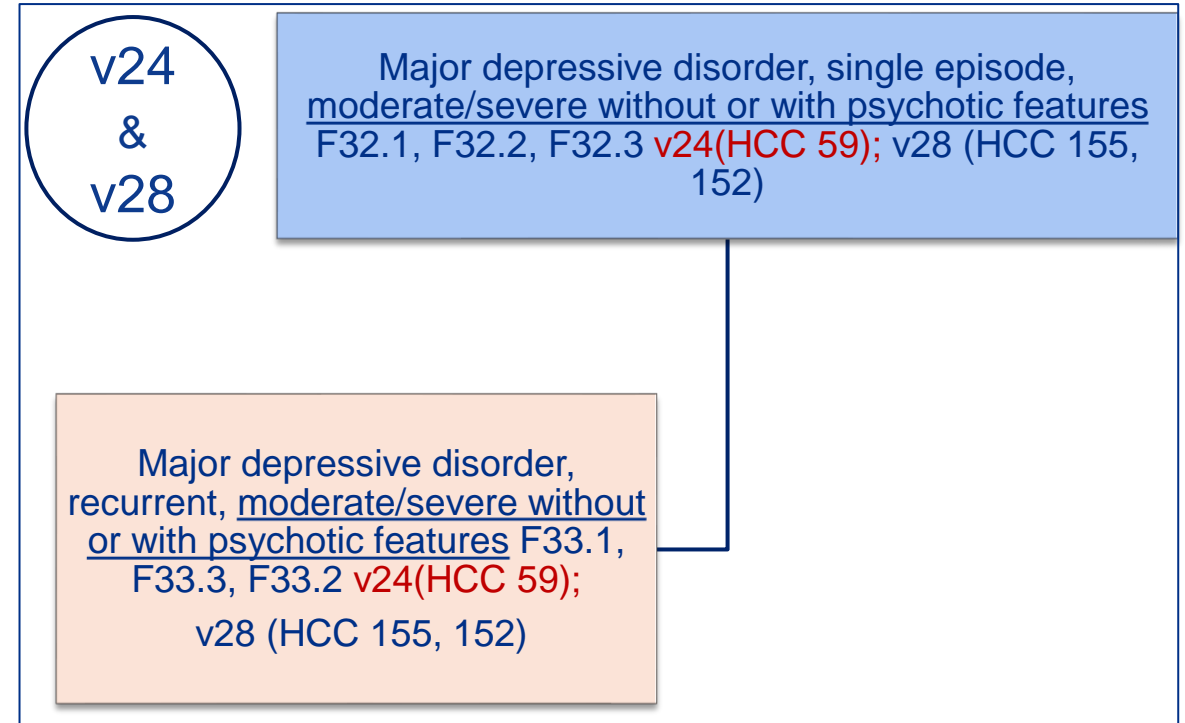 v24
&
v28
Major depressive disorder, single episode,
moderate/severe without or with psychotic features
F32.1, F32.2, F32.3 v24(HCC 59); v28 (HCC 155,
152)
Major depressive disorder,
recurrent, moderate/severe without
or with psychotic features F33.1,
F33.3, F33.2 v24(HCC 59);
v28 (HCC 155, 152)